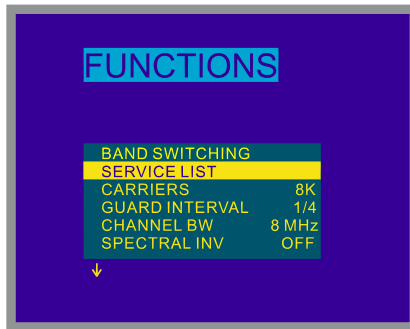 FUNCTIONS
BAND SWITCHING
SERVICE LIST
CARRIERS 8K
GUARD INTERVAL 1/4
CHANNEL BW 8 MHz
SPECTRAL INV OFF